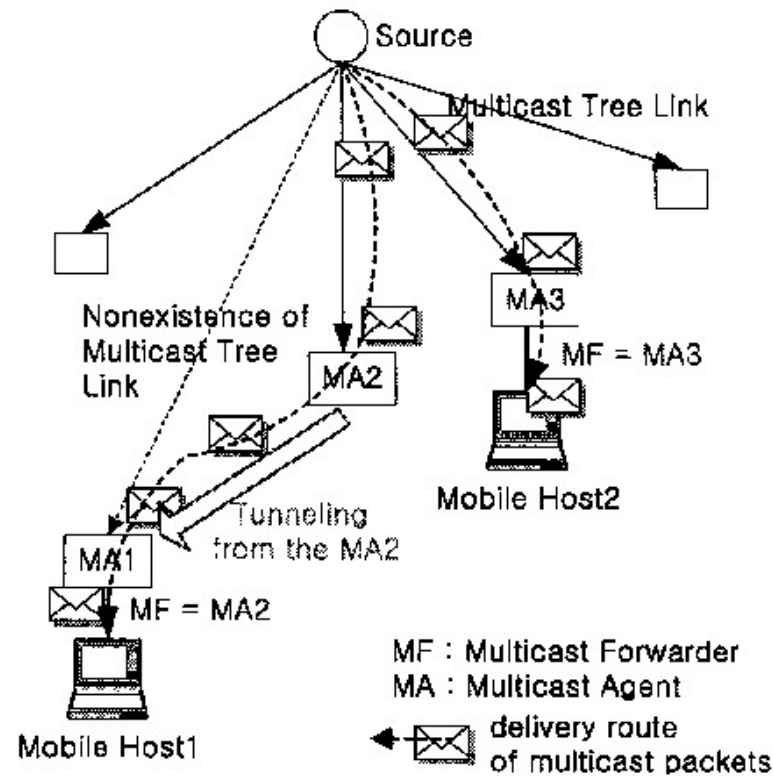 Source
Multicast Tree Link
MA3
Nonexistence of
Multicast Tree
Link
MF = MA3
MA2
Mobile Host2
Tunneling
from the MA2
MA1
MF = MA2
MF : Multicast Forwarder
MA : Multicast Agent
delivery route
of multicast packets
Mobile Host1